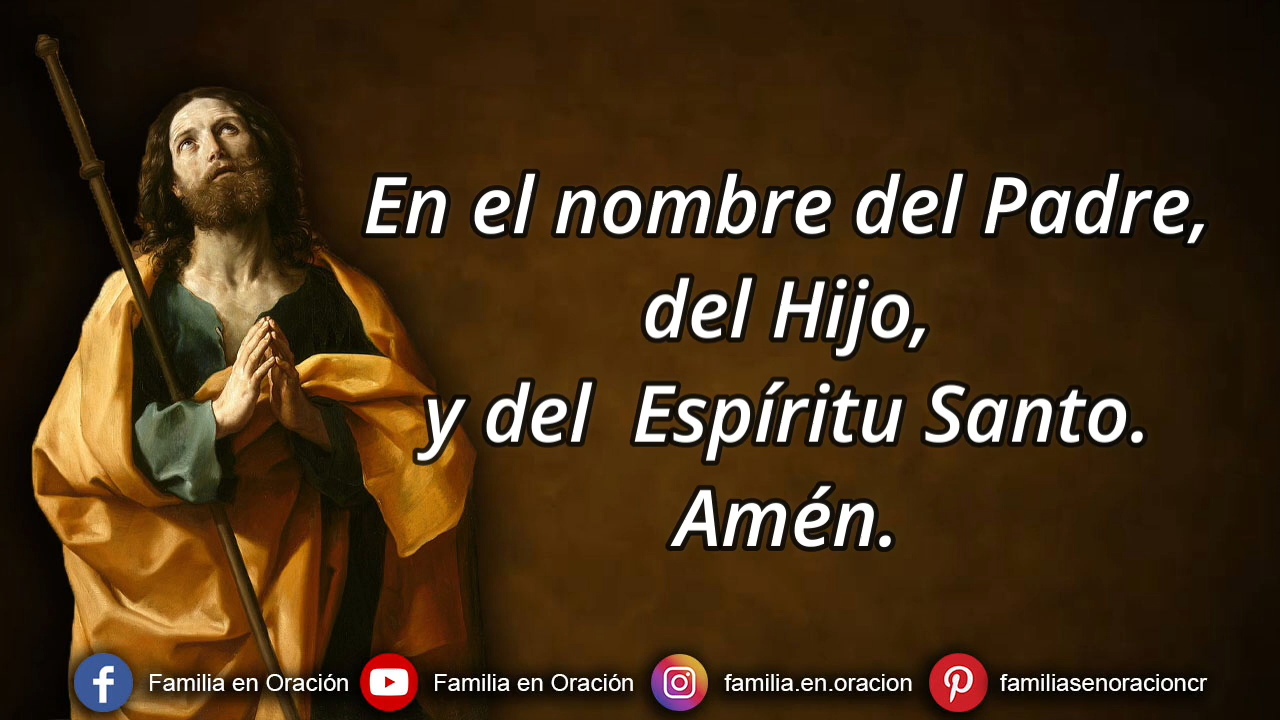 En el nombre del Padre,
del Hijo,
y del Espíritu Santo.
Amén.
Familia en Oración Familia en Oración familia.en.oracion familiasenoracioncr